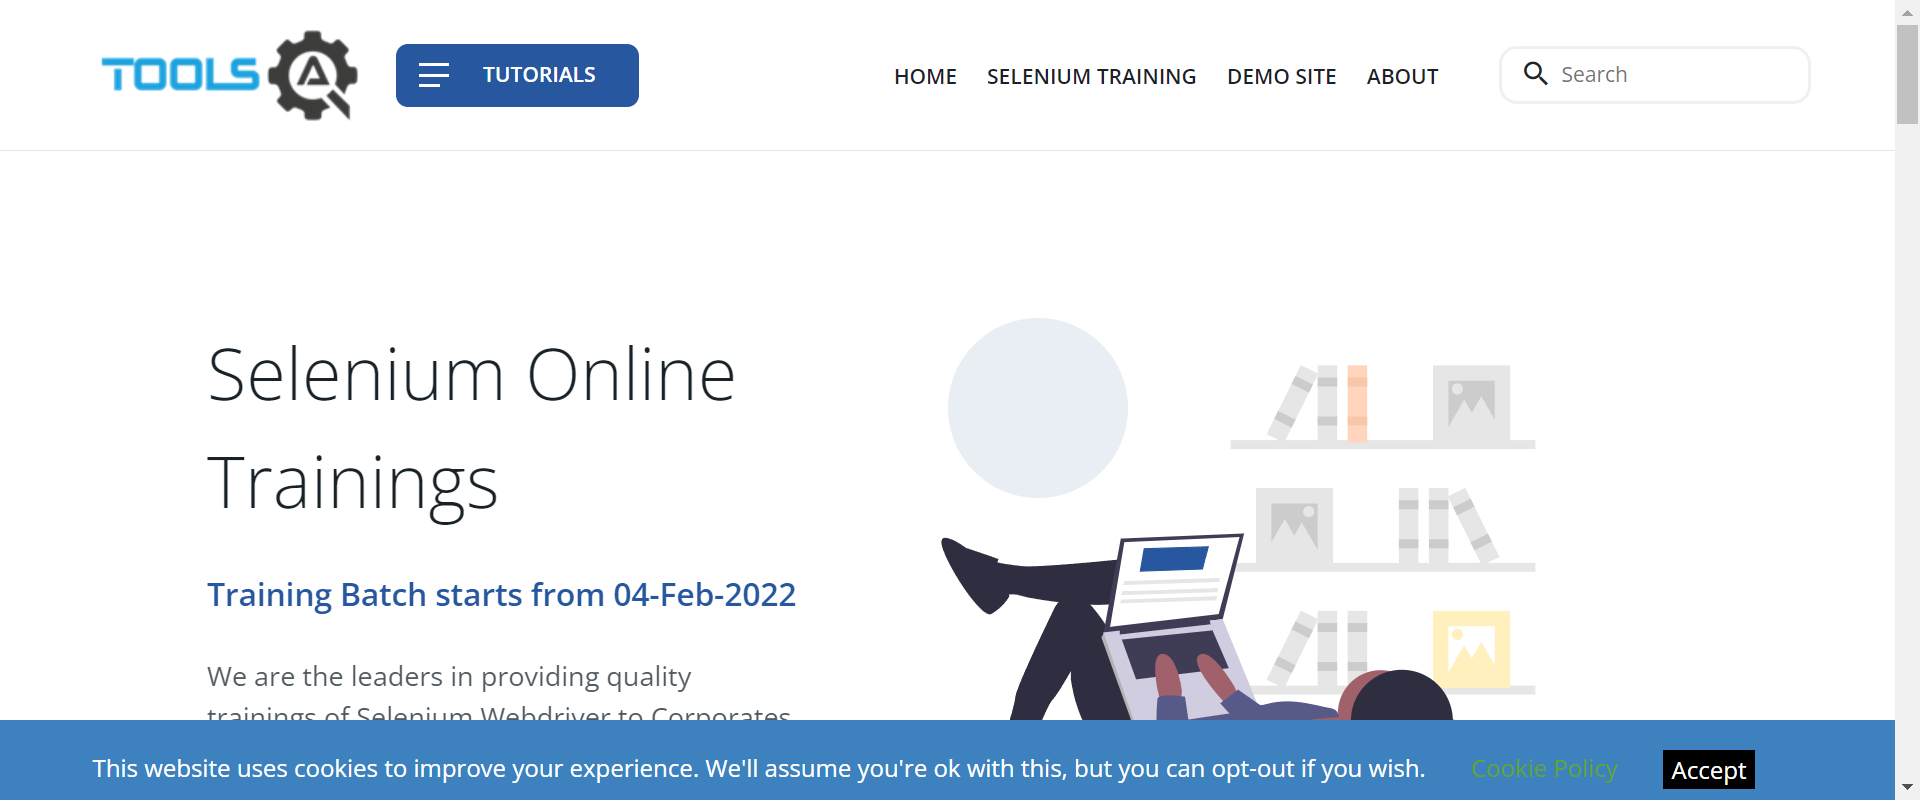 TOOLS QA
TUTORIALS
HOME
SELENIUM TRAINING
DEMO SITE
ABOUT
Search
Selenium Online
Trainings
Training Batch starts from 04-Feb-2022
We are the leaders in providing quality
trainings of Selenium Webdriver to Corporates
This website uses cookies to improve your experience. We'll assume you're ok with this, but you can opt-out if you wish.
Cookie Policy
Accept